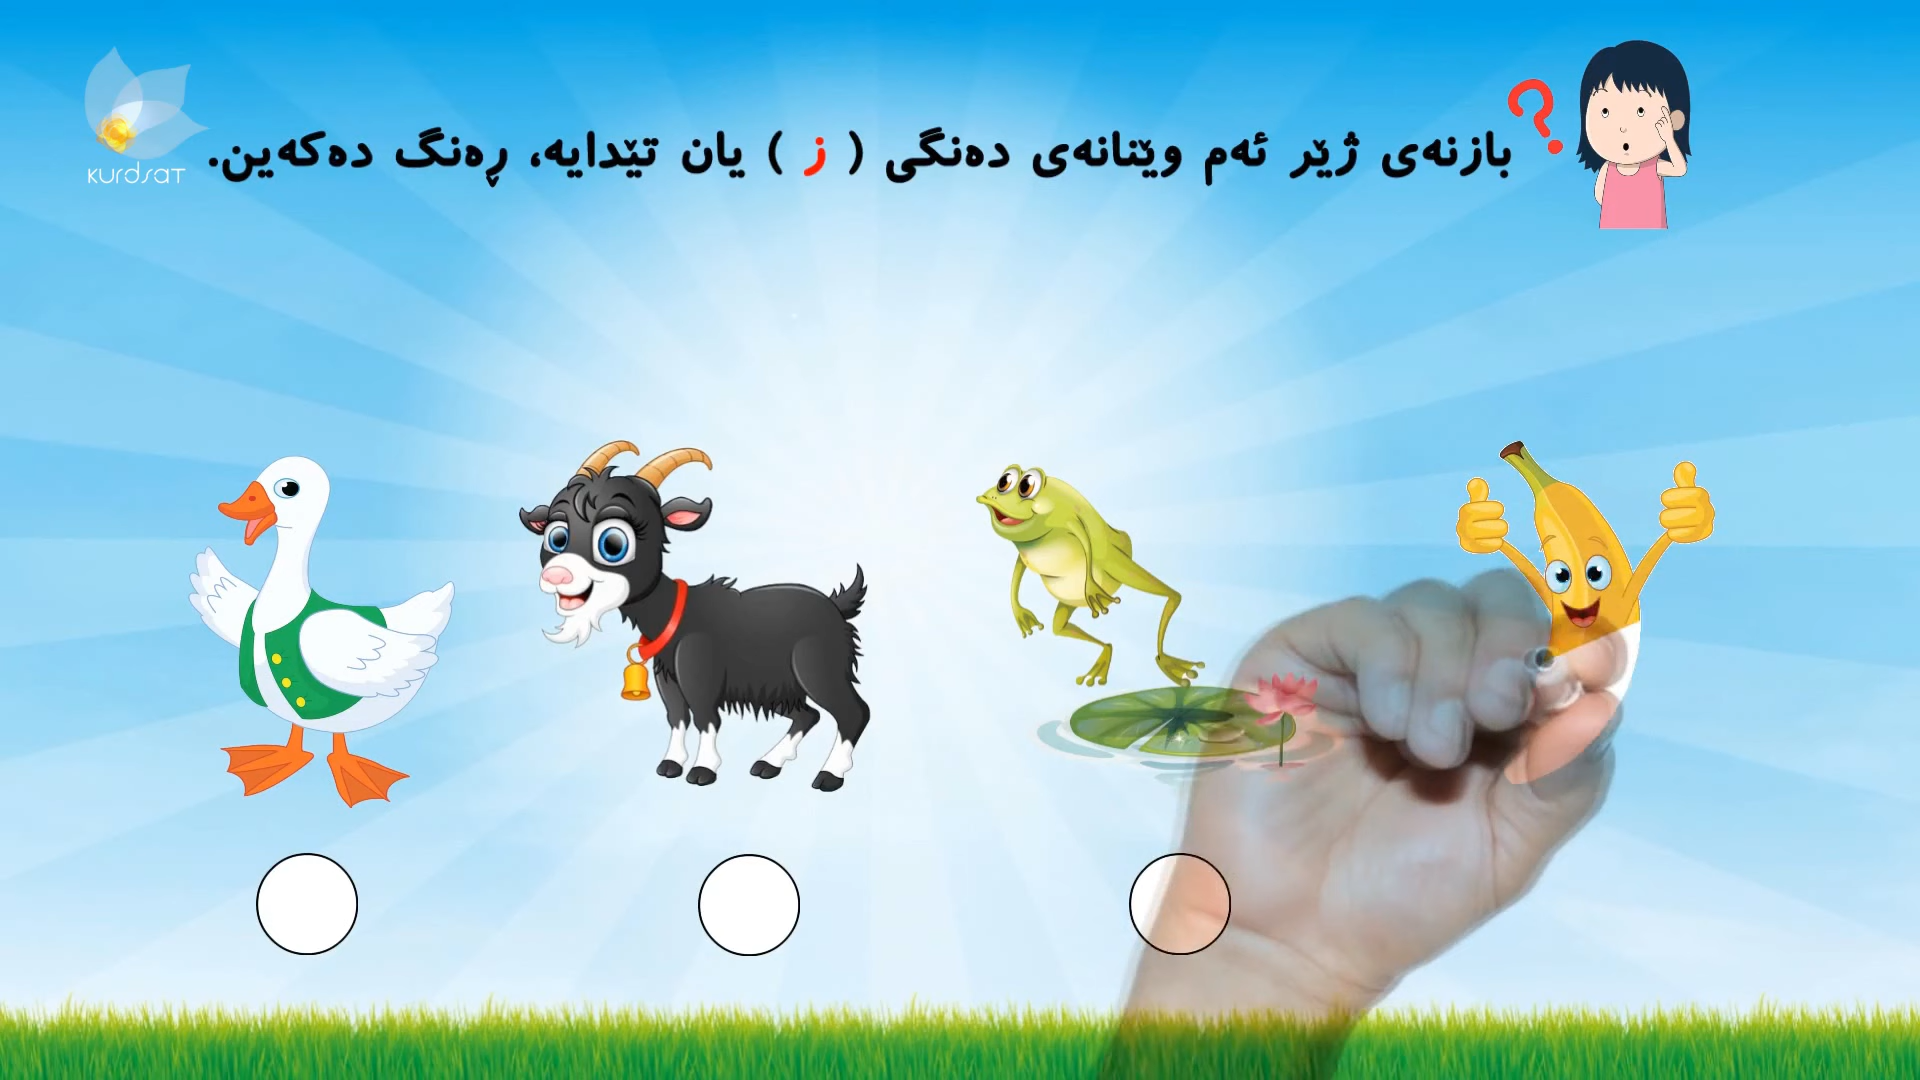 بازنەی ژێر ئەم وێنانەی دەنگی ( ز ) یان تێدایە، ڕەنگ دەکەین.
؟
kurdsat